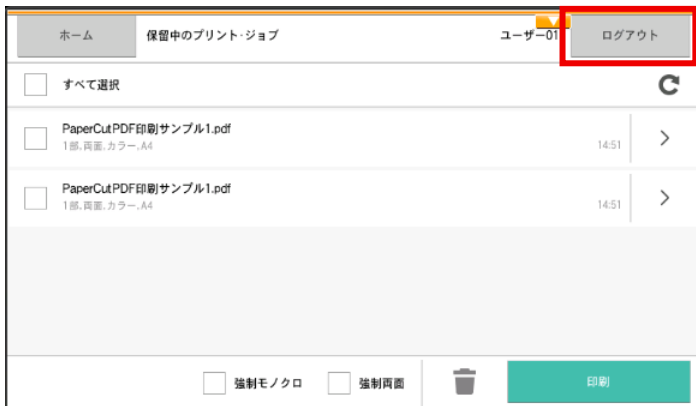 ホーム 保留中のプリント・ジョブ ユーザー01 ログアウト
すべて選択
PaperCutPDF印刷サンプル1.pdf
1部,両面,カラー,A4 14:51
PaperCutPDF印刷サンプル1.pdf
1部,両面,カラー,A4 14:51
強制モノクロ 強制両面 印刷